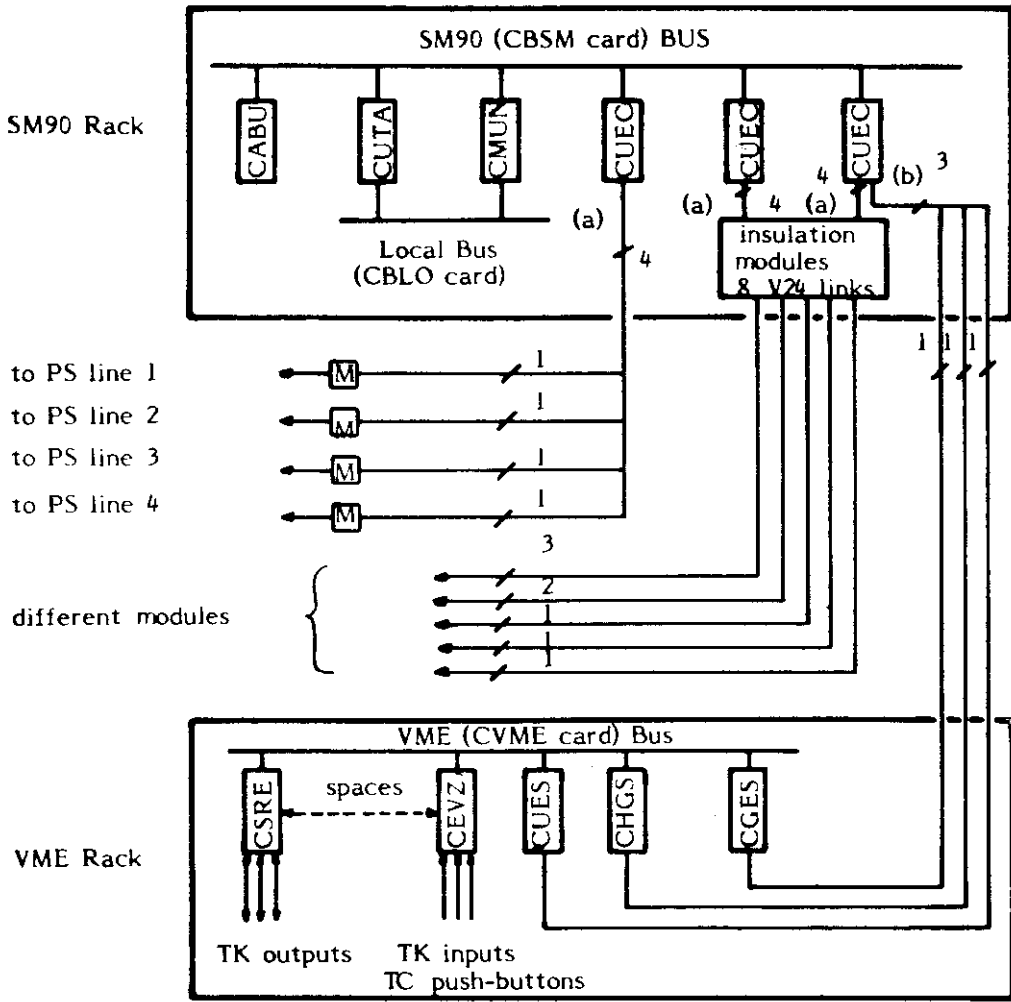 SM90 (CBSM card) BUS
SM90 Rack
CABU
CUTA
CMUN
CUEC
CUEC
CUEC
(a)
4
(a)
4
(a)
4
(b)
3
Local Bus
(CBLO card)
insulation
modules
8 V24 links
1 1 1
to PS line 1
M
1
to PS line 2
M
1
to PS line 3
M
1
to PS line 4
M
1
different modules
3
2
1
1
1
VME (CVME card) Bus
VME Rack
CSRE
spaces
CEVZ
CUES
CHGS
CGES
TK outputs
TK inputs
TC push-buttons